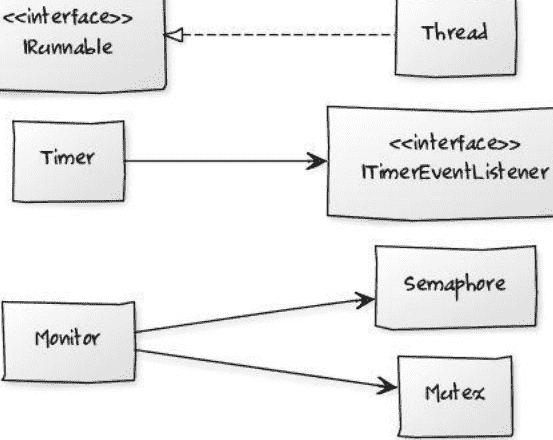 <<interface>>
IRunnable
Thread
Timer
<<interface>>
ITimerEventListener
Semaphore
Monitor
Mutex